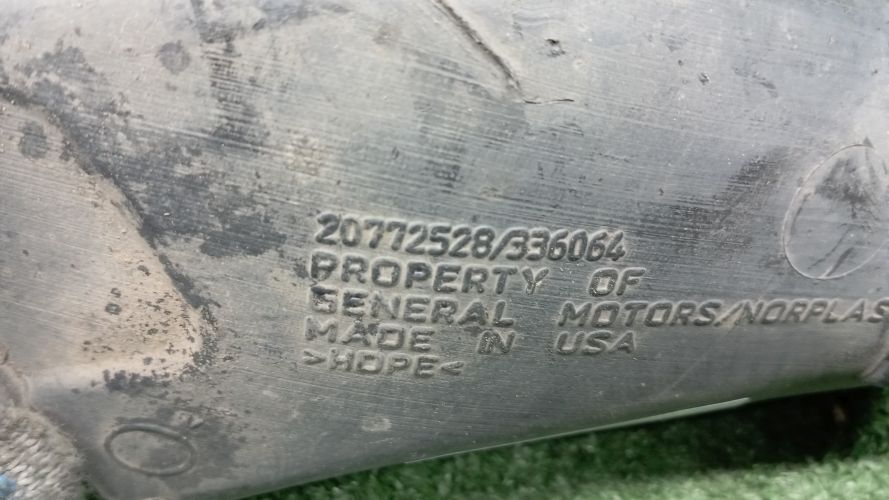 20772528/336064
PROPERTY OF
GENERAL MOTORS/NORPLAS
MADE IN USA
>HDPE<